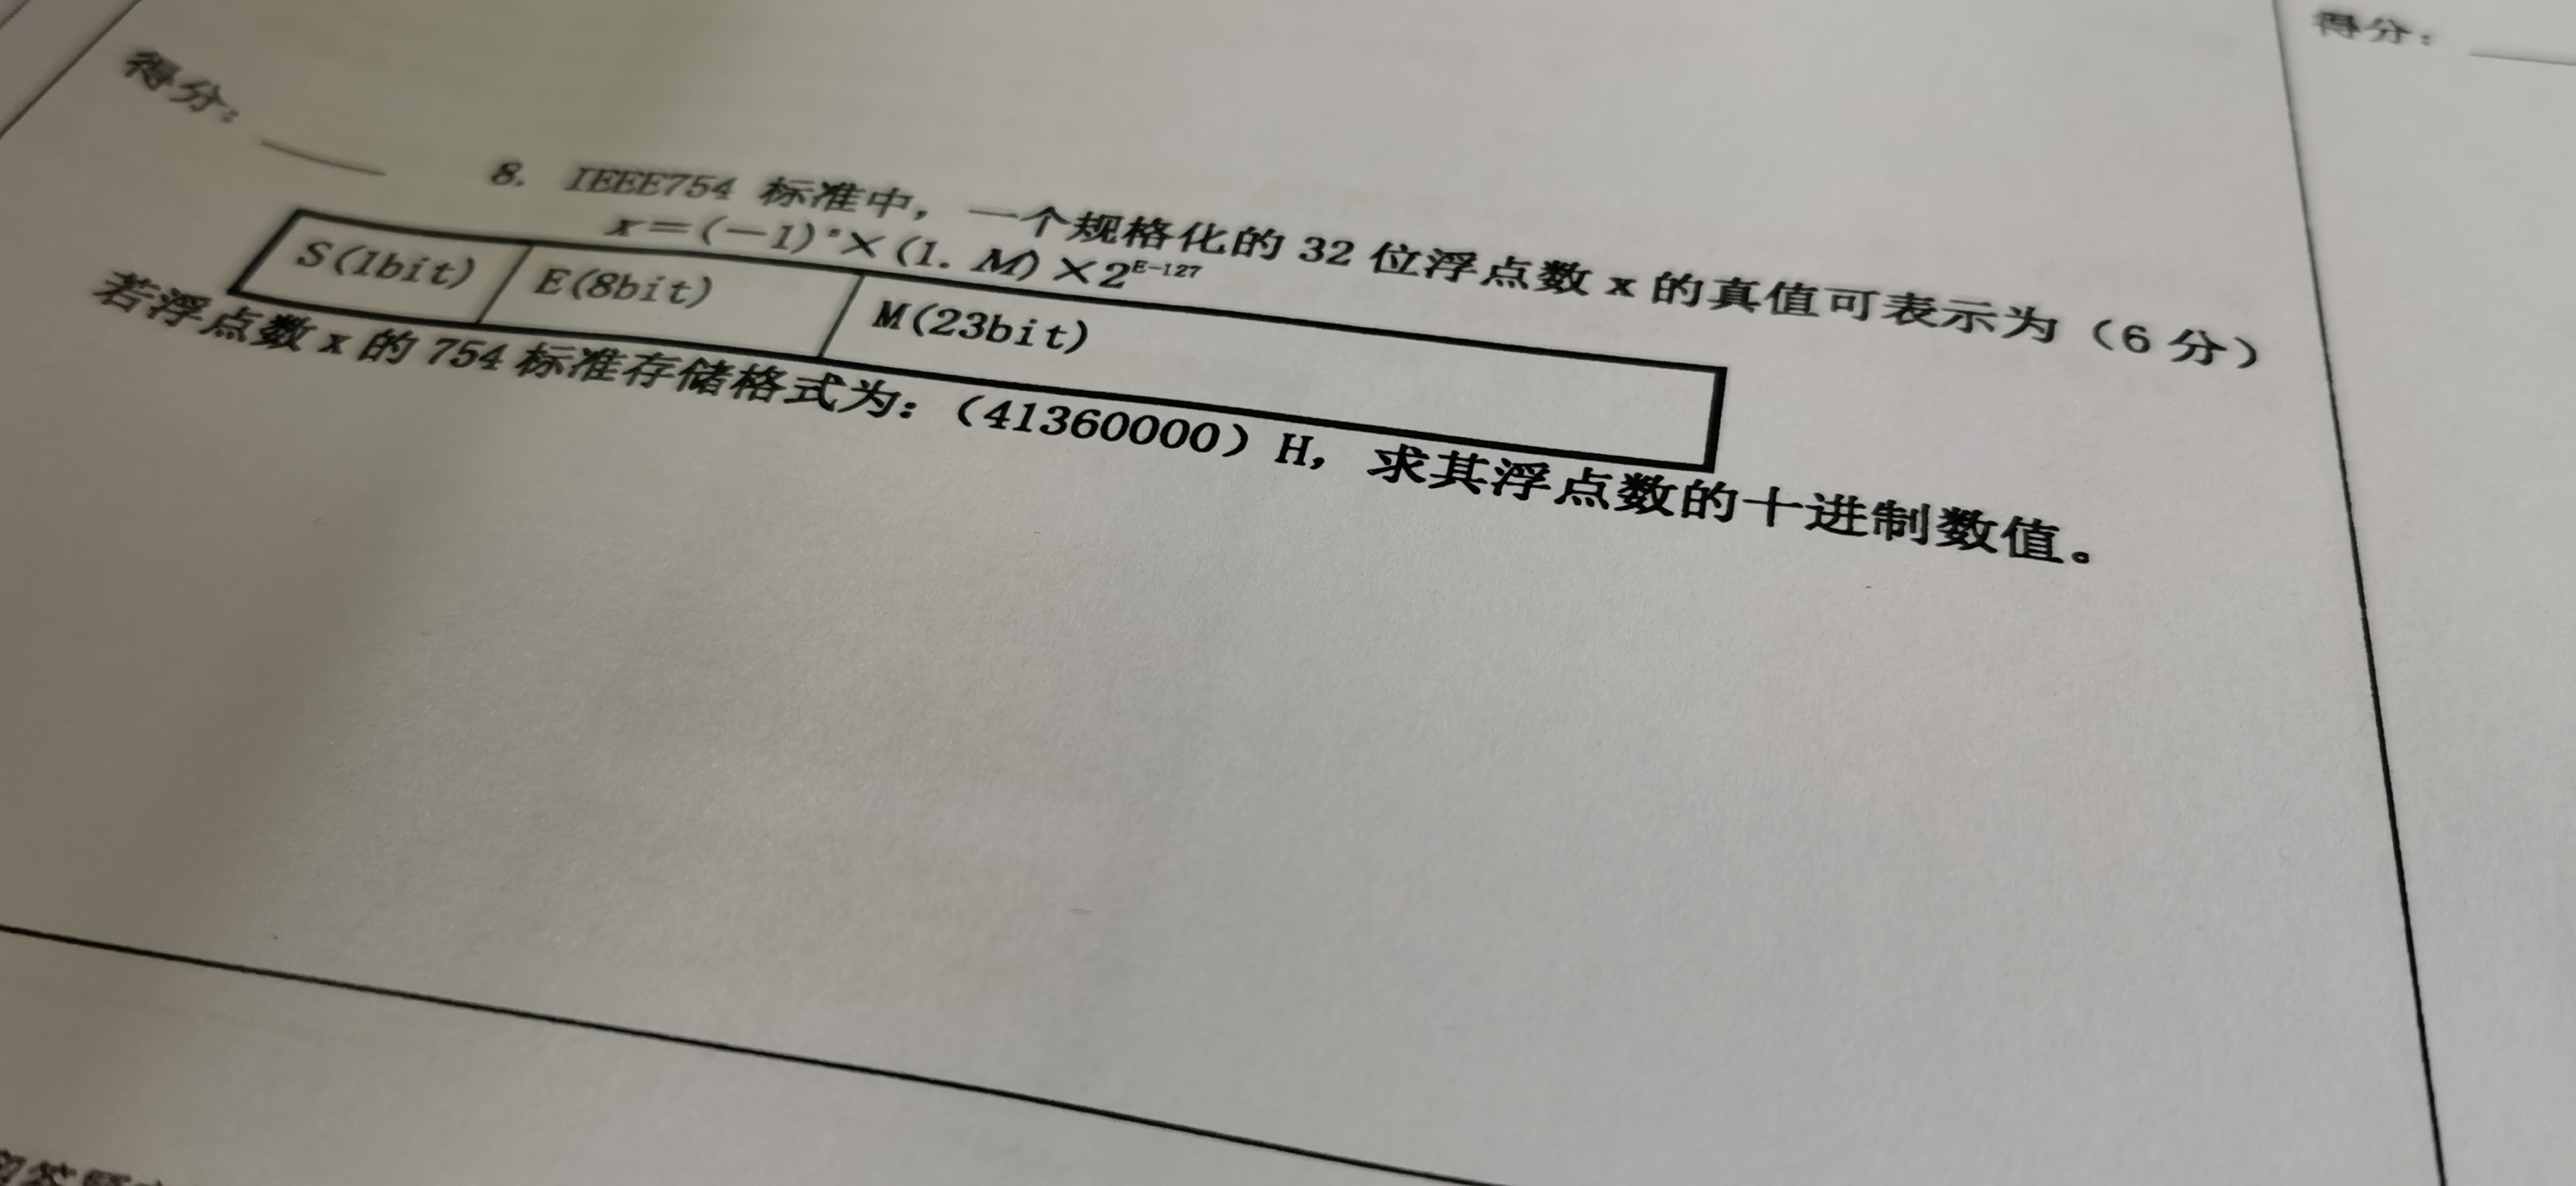 得分：
得分：
8. IEEE754 标准中，一个规格化的 32 位浮点数 x 的真值可表示为（6 分）
x＝(－1)ˢ×(1. M)×2ᴱ⁻¹²⁷
S(1bit) E(8bit) M(23bit)
若浮点数 x 的 754 标准存储格式为：（41360000）H，求其浮点数的十进制数值。